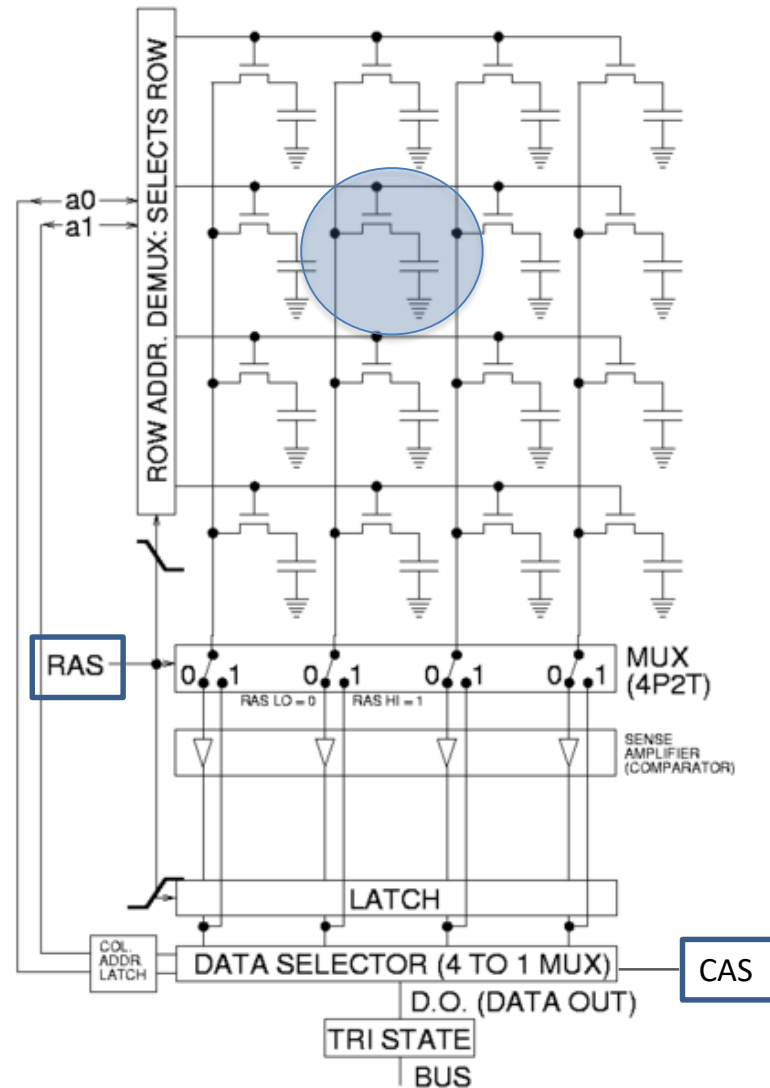 ROW ADDR. DEMUX: SELECTS ROW
a0
a1
RAS
0 1
0 1
0 1
0 1
MUX
(4P2T)
RAS LO = 0
RAS HI = 1
SENSE
AMPLIFIER
(COMPARATOR)
LATCH
COL.
ADDR.
LATCH
DATA SELECTOR (4 TO 1 MUX)
CAS
D.O. (DATA OUT)
TRI STATE
BUS